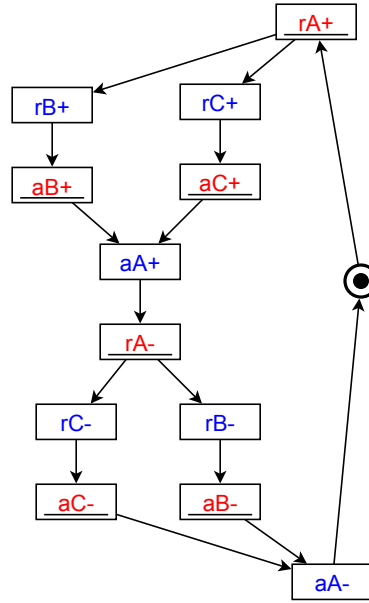 rA+
rB+
rC+
aB+
aC+
aA+
rA-
rC-
rB-
aC-
aB-
aA-